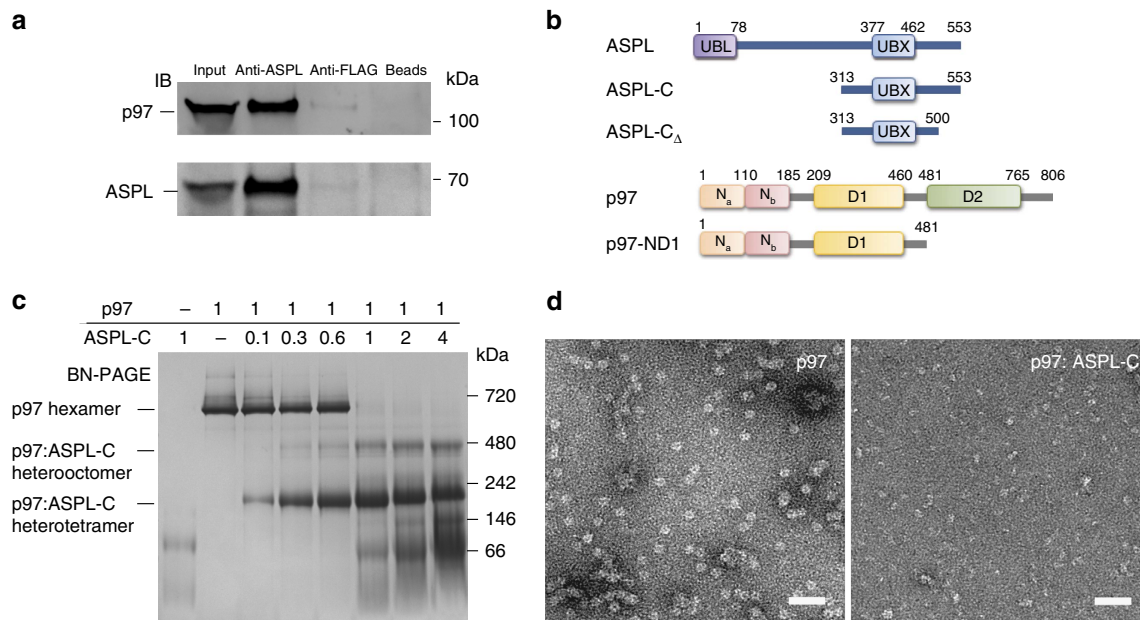 a
IB
Input Anti-ASPL Anti-FLAG Beads
kDa
p97
100
ASPL
70
b
1 78 377 462 553
ASPL UBL UBX
313 553
ASPL-C UBX
313 500
ASPL-CΔ UBX
1 110 185 209 460 481 765 806
p97 Na Nb D1 D2
1 481
p97-ND1 Na Nb D1
c
p97 – 1 1 1 1 1 1 1
ASPL-C 1 – 0.1 0.3 0.6 1 2 4
kDa
BN-PAGE
720
p97 hexamer
480
p97:ASPL-C
heterooctomer
242
p97:ASPL-C
heterotetramer
146
66
d
p97
p97: ASPL-C